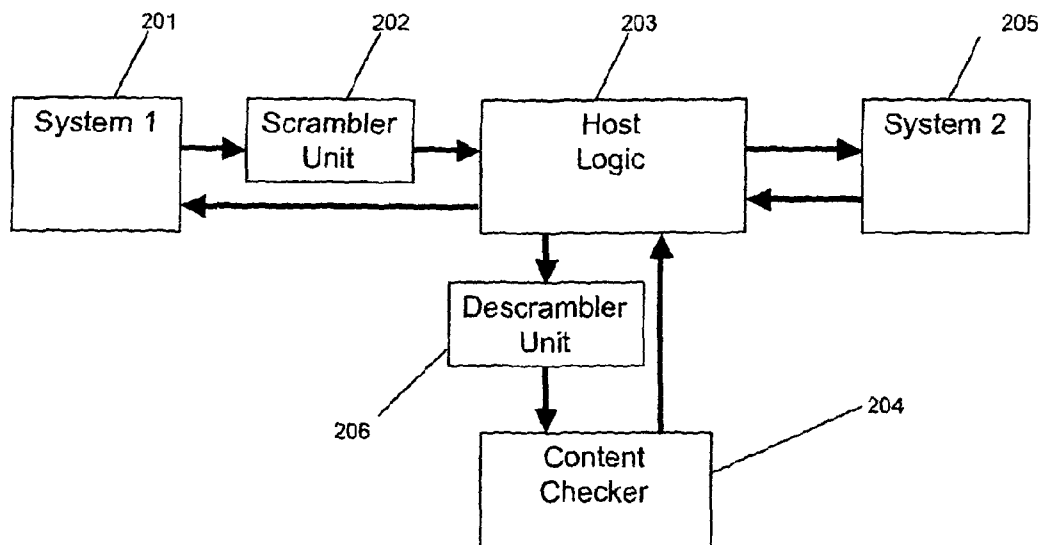 201
202
203
205
System 1
Scrambler
Unit
Host
Logic
System 2
Descrambler
Unit
206
204
Content
Checker